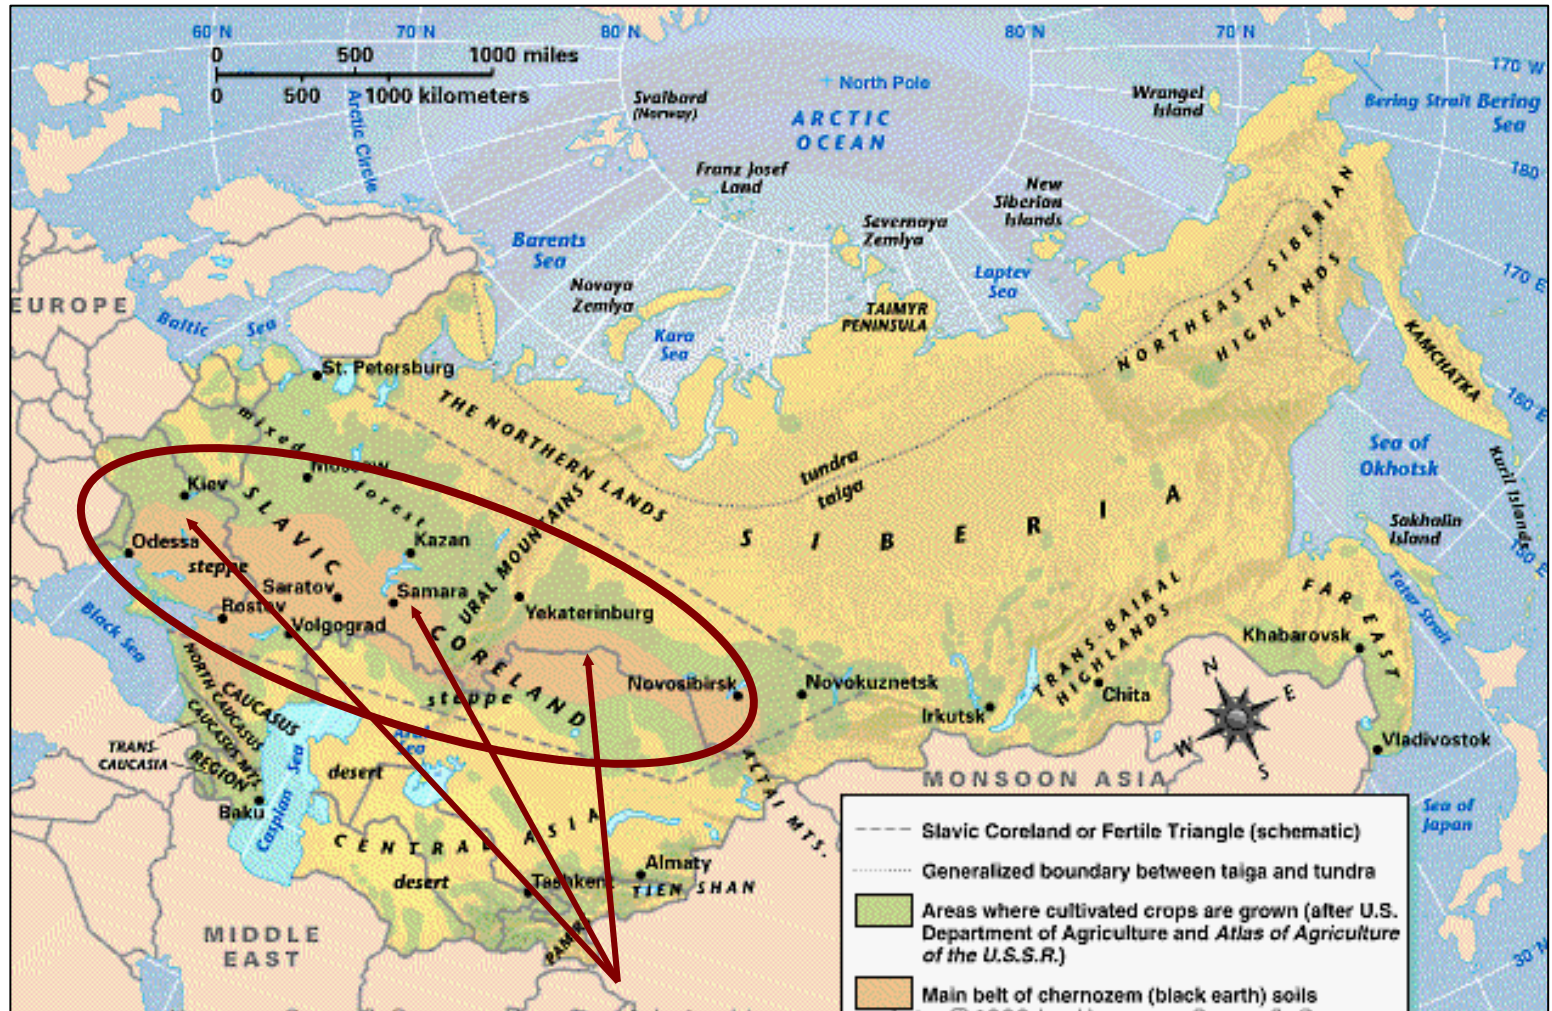 60°N
70°N
80°N
80°N
70°N
170 W
0 500 1000 miles
0 500 1000 kilometers
Arctic Circle
Svalbard
(Norway)
North Pole
ARCTIC
OCEAN
Wrangel
Island
Bering Strait
Bering
Sea
180
Franz Josef
Land
New
Siberian
Islands
Severnaya
Zemlya
Barents
Sea
Laptev
Sea
170 E
Novaya
Zemlya
EUROPE
Baltic Sea
Kara
Sea
TAIMYR
PENINSULA
NORTHEAST SIBERIAN
HIGHLANDS
KAMCHATKA
160 E
St. Petersburg
THE NORTHERN LANDS
mixed
forest
Moscow
tundra
taiga
Sea of
Okhotsk
Kuril Islands
Kiev
SLAVIC
CORELAND
URAL MOUNTAINS
SIBERIA
Sakhalin
Island
150 E
Odessa
steppe
Kazan
Saratov
Samara
Rostov
Volgograd
Yekaterinburg
Black Sea
TRANS-BAIRAL
HIGHLANDS
FAR EAST
Tatar Strait
Khabarovsk
steppe
Novosibirsk
Novokuznetsk
Irkutsk
Chita
N
E
S
W
Vladivostok
CAUCASUS
NORTH CAUCASUS
CAUCASUS MTS.
REGION
TRANS-
CAUCASIA
Baku
Caspian Sea
Aral
Sea
desert
ALTAI MTS.
MONSOON ASIA
Sea of
Japan
CENTRAL ASIA
desert
Almaty
Tashkent
TIEN SHAN
PAMIR
MIDDLE
EAST
30°N
Slavic Coreland or Fertile Triangle (schematic)
Generalized boundary between taiga and tundra
Areas where cultivated crops are grown (after U.S.
Department of Agriculture and Atlas of Agriculture
of the U.S.S.R.)
Main belt of chernozem (black earth) soils